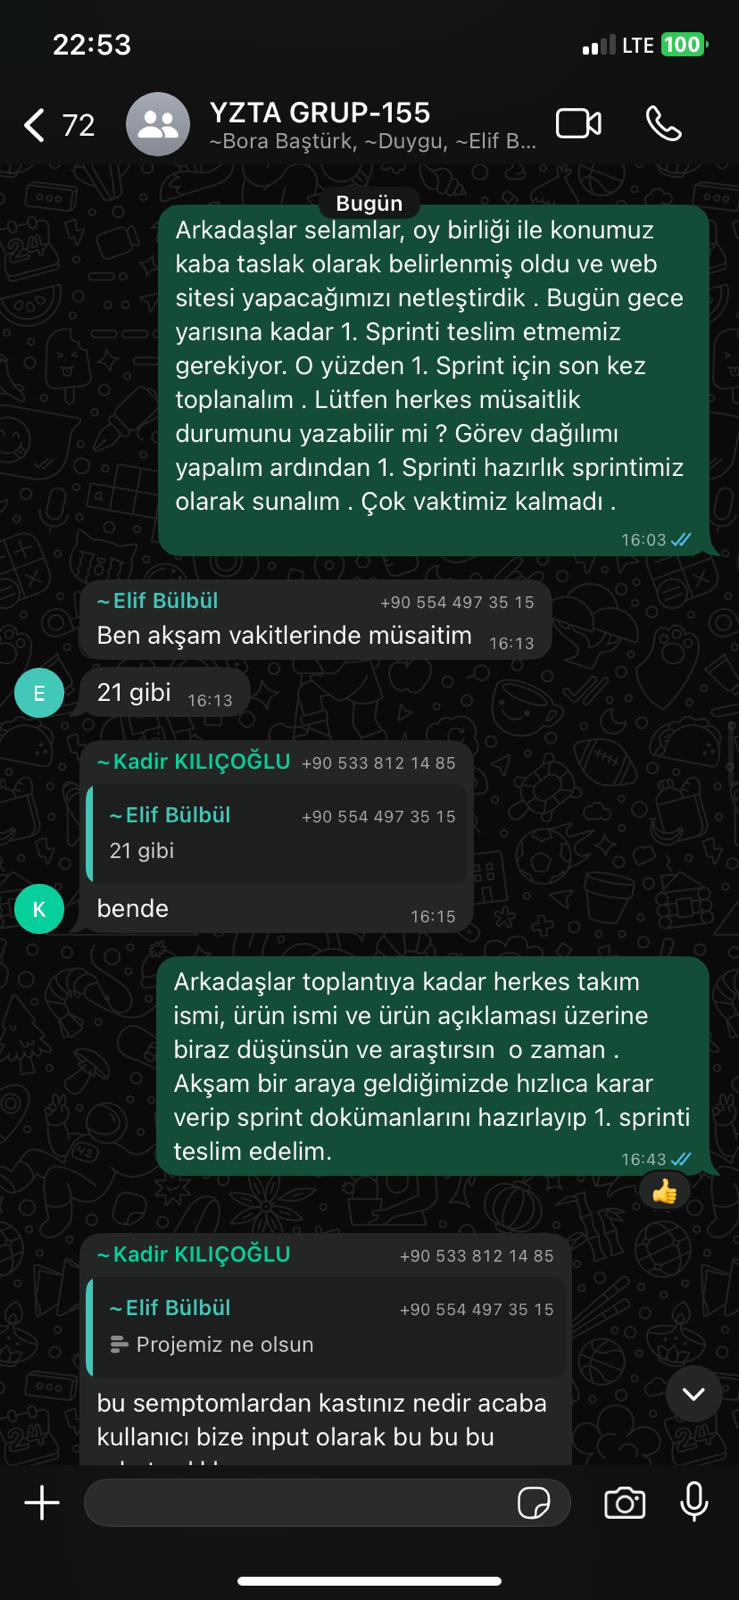 22:53
LTE 100
72
YZTA GRUP-155
~Bora Baştürk, ~Duygu, ~Elif B...
Bugün
Arkadaşlar selamlar, oy birliği ile konumuz
kaba taslak olarak belirlenmiş oldu ve web
sitesi yapacağımızı netleştirdik . Bugün gece
yarısına kadar 1. Sprinti teslim etmemiz
gerekiyor. O yüzden 1. Sprint için son kez
toplanalım . Lütfen herkes müsaitlik
durumunu yazabilir mi ? Görev dağılımı
yapalım ardından 1. Sprinti hazırlık sprintimiz
olarak sunalım . Çok vaktimiz kalmadı .
16:03
~Elif Bülbül +90 554 497 35 15
Ben akşam vakitlerinde müsaitim 16:13
E
21 gibi 16:13
~Kadir KILIÇOĞLU +90 533 812 14 85
~Elif Bülbül +90 554 497 35 15
21 gibi
K
bende 16:15
Arkadaşlar toplantıya kadar herkes takım
ismi, ürün ismi ve ürün açıklaması üzerine
biraz düşünsün ve araştırsın  o zaman .
Akşam bir araya geldiğimizde hızlıca karar
verip sprint dokümanlarını hazırlayıp 1. sprinti
teslim edelim. 16:43
~Kadir KILIÇOĞLU +90 533 812 14 85
~Elif Bülbül +90 554 497 35 15
Projemiz ne olsun
bu semptomlardan kastınız nedir acaba
kullanıcı bize input olarak bu bu bu